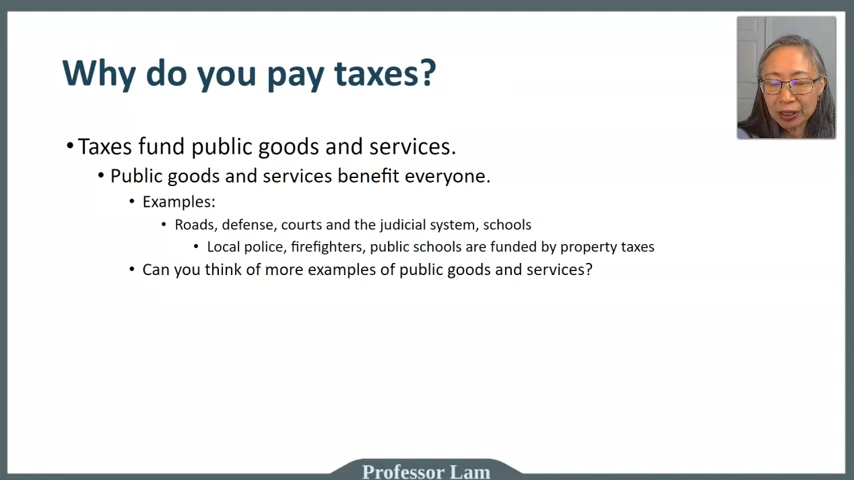 Why do you pay taxes?
• Taxes fund public goods and services.
• Public goods and services benefit everyone.
• Examples:
• Roads, defense, courts and the judicial system, schools
• Local police, firefighters, public schools are funded by property taxes
• Can you think of more examples of public goods and services?
Professor Lam